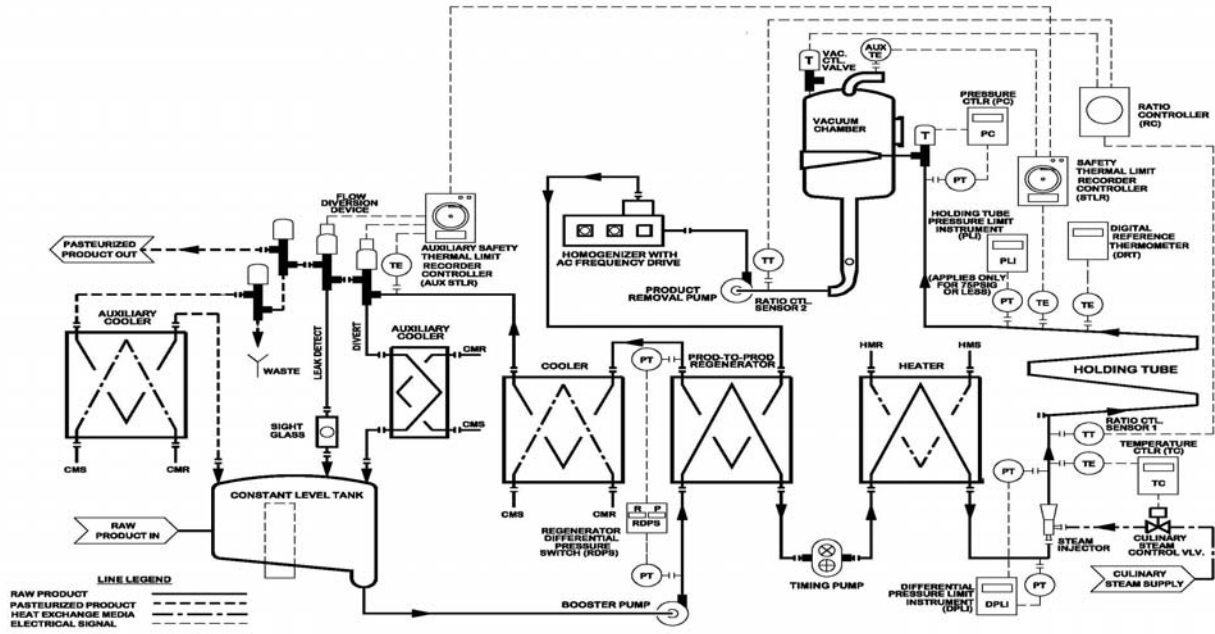 T
VAC.
CTL.
VALVE
AUX
TE
PRESSURE
CTLR (PC)
PC
RATIO
CONTROLLER
(RC)
VACUUM
CHAMBER
T
PT
SAFETY
THERMAL LIMIT
RECORDER
CONTROLLER
(STLR)
FLOW
DIVERSION
DEVICE
PASTEURIZED
PRODUCT OUT
AUXILIARY SAFETY
THERMAL LIMIT
RECORDER
CONTROLLER
(AUX STLR)
TE
HOMOGENIZER WITH
AC FREQUENCY DRIVE
TT
PRODUCT
REMOVAL PUMP
RATIO CTL.
SENSOR 2
HOLDING TUBE
PRESSURE LIMIT
INSTRUMENT
(PLI)
PLI
(APPLIES ONLY
FOR 75PSIG
OR LESS)
PT
TE
TE
DIGITAL
REFERENCE
THERMOMETER
(DRT)
AUXILIARY
COOLER
WASTE
LEAK DETECT
DIVERT
AUXILIARY
COOLER
CMR
CMS
SIGHT
GLASS
CMS
CMR
COOLER
PT
PROD-TO-PROD
REGENERATOR
HMR
HMS
HEATER
HOLDING TUBE
RATIO CTL.
SENSOR 1
TT
TEMPERATURE
CTLR (TC)
PT
TE
TC
CONSTANT LEVEL TANK
RAW
PRODUCT IN
CMS
CMR
R P
RDPS
REGENERATOR
DIFFERENTIAL
PRESSURE
SWITCH (RDPS)
PT
TIMING PUMP
STEAM
INJECTOR
CULINARY
STEAM
CONTROL VLV.
CULINARY
STEAM SUPPLY
DIFFERENTIAL
PRESSURE LIMIT
INSTRUMENT
(DPLI)
DPLI
PT
BOOSTER PUMP
LINE LEGEND
RAW PRODUCT
PASTEURIZED PRODUCT
HEAT EXCHANGE MEDIA
ELECTRICAL SIGNAL